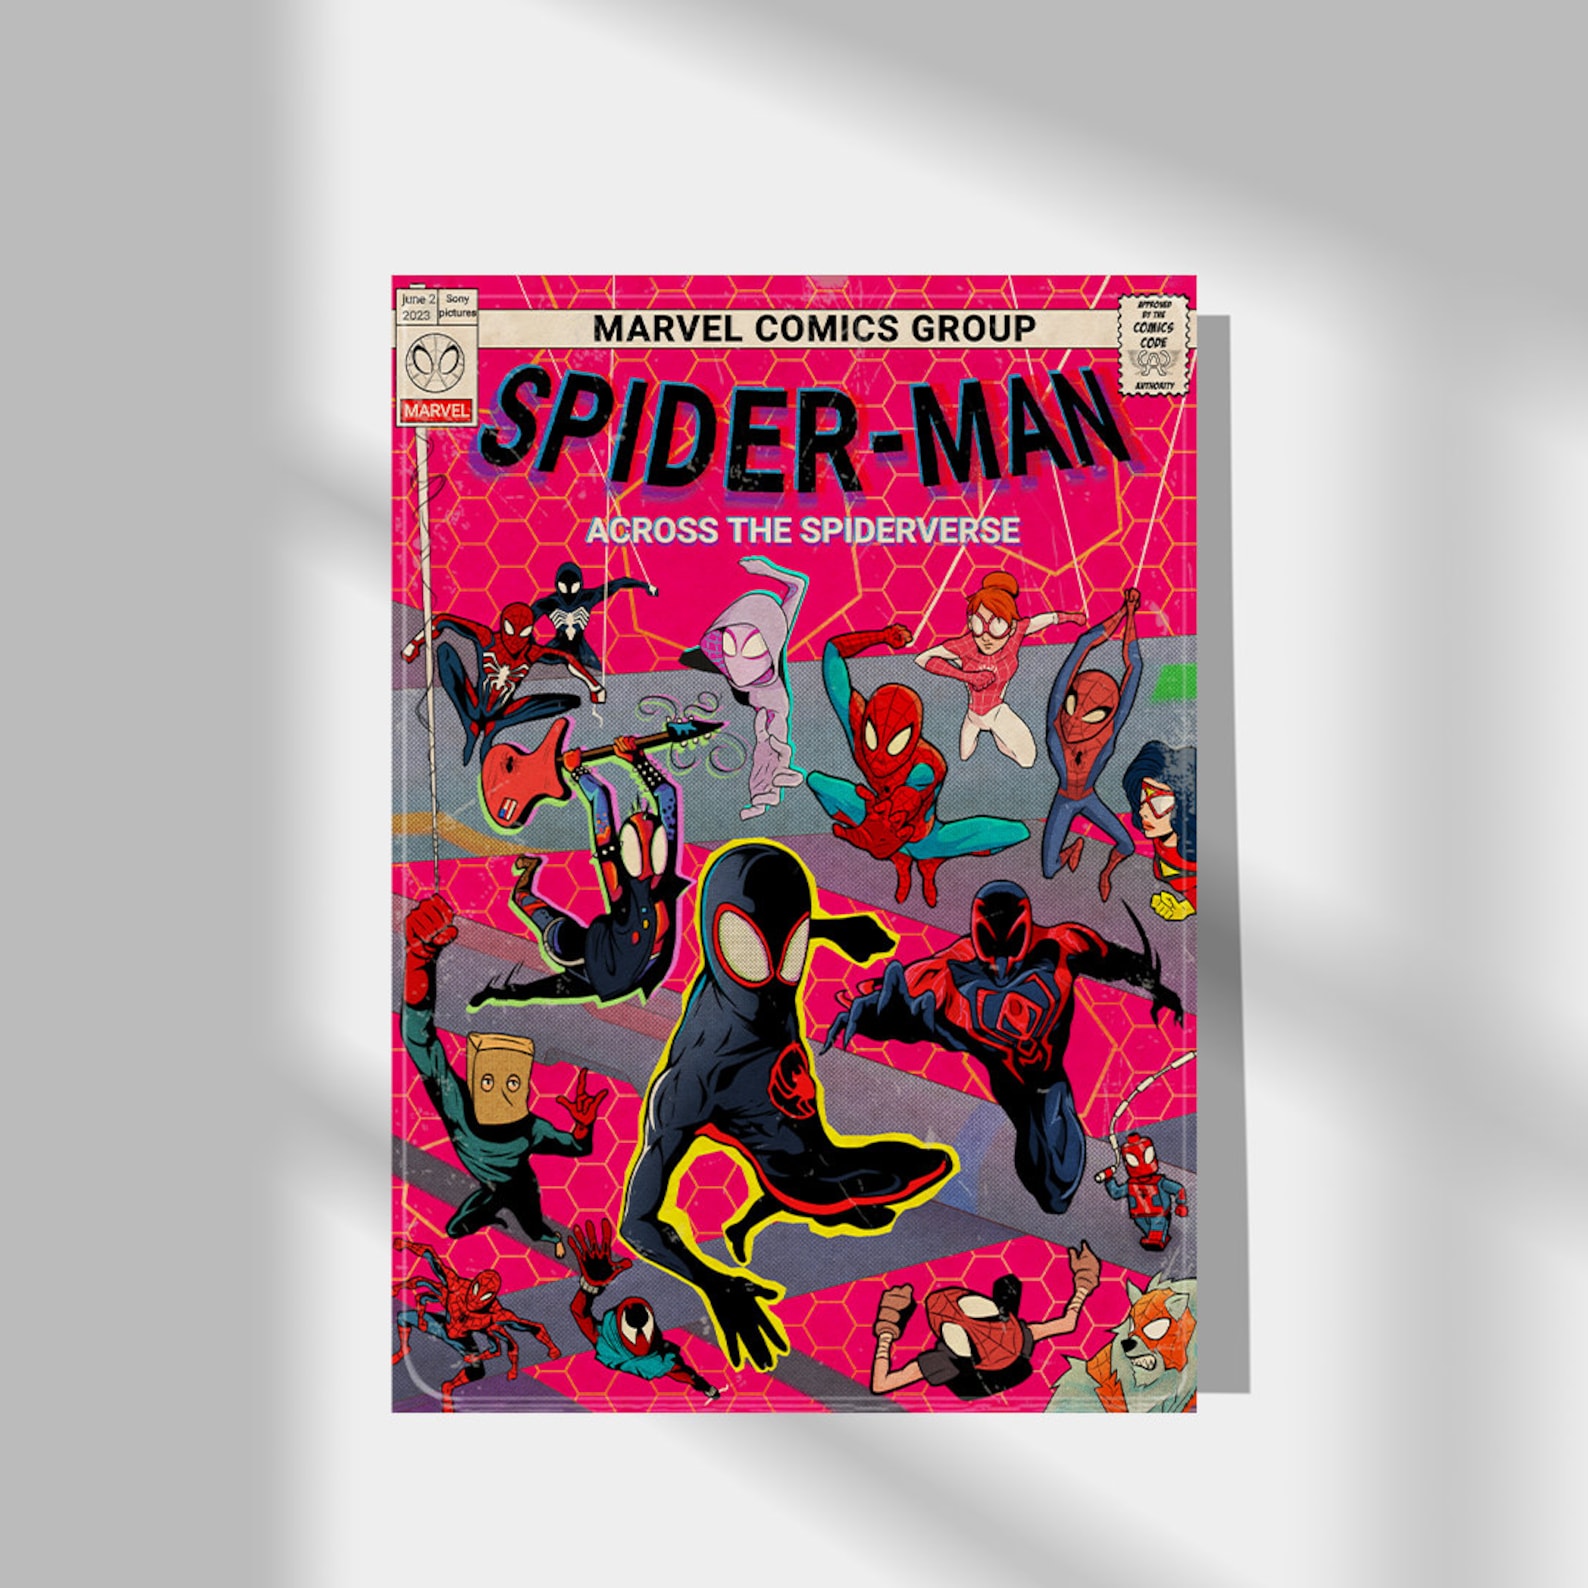 june 2
2023
Sony
pictures
MARVEL
MARVEL COMICS GROUP
APPROVED
BY THE
COMICS
CODE
CA
AUTHORITY
SPIDER-MAN
ACROSS THE SPIDERVERSE